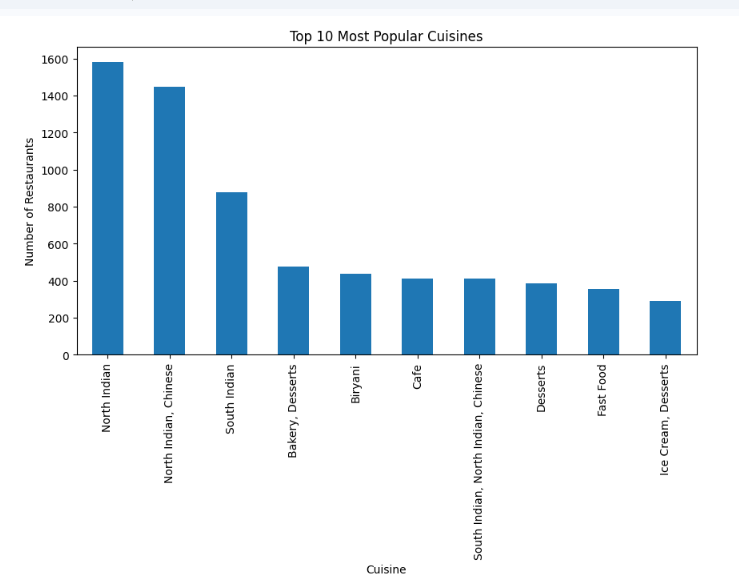 Top 10 Most Popular Cuisines
Number of Restaurants
1600
1400
1200
1000
800
600
400
200
0
North Indian
North Indian, Chinese
South Indian
Bakery, Desserts
Biryani
Cafe
South Indian, North Indian, Chinese
Desserts
Fast Food
Ice Cream, Desserts
Cuisine